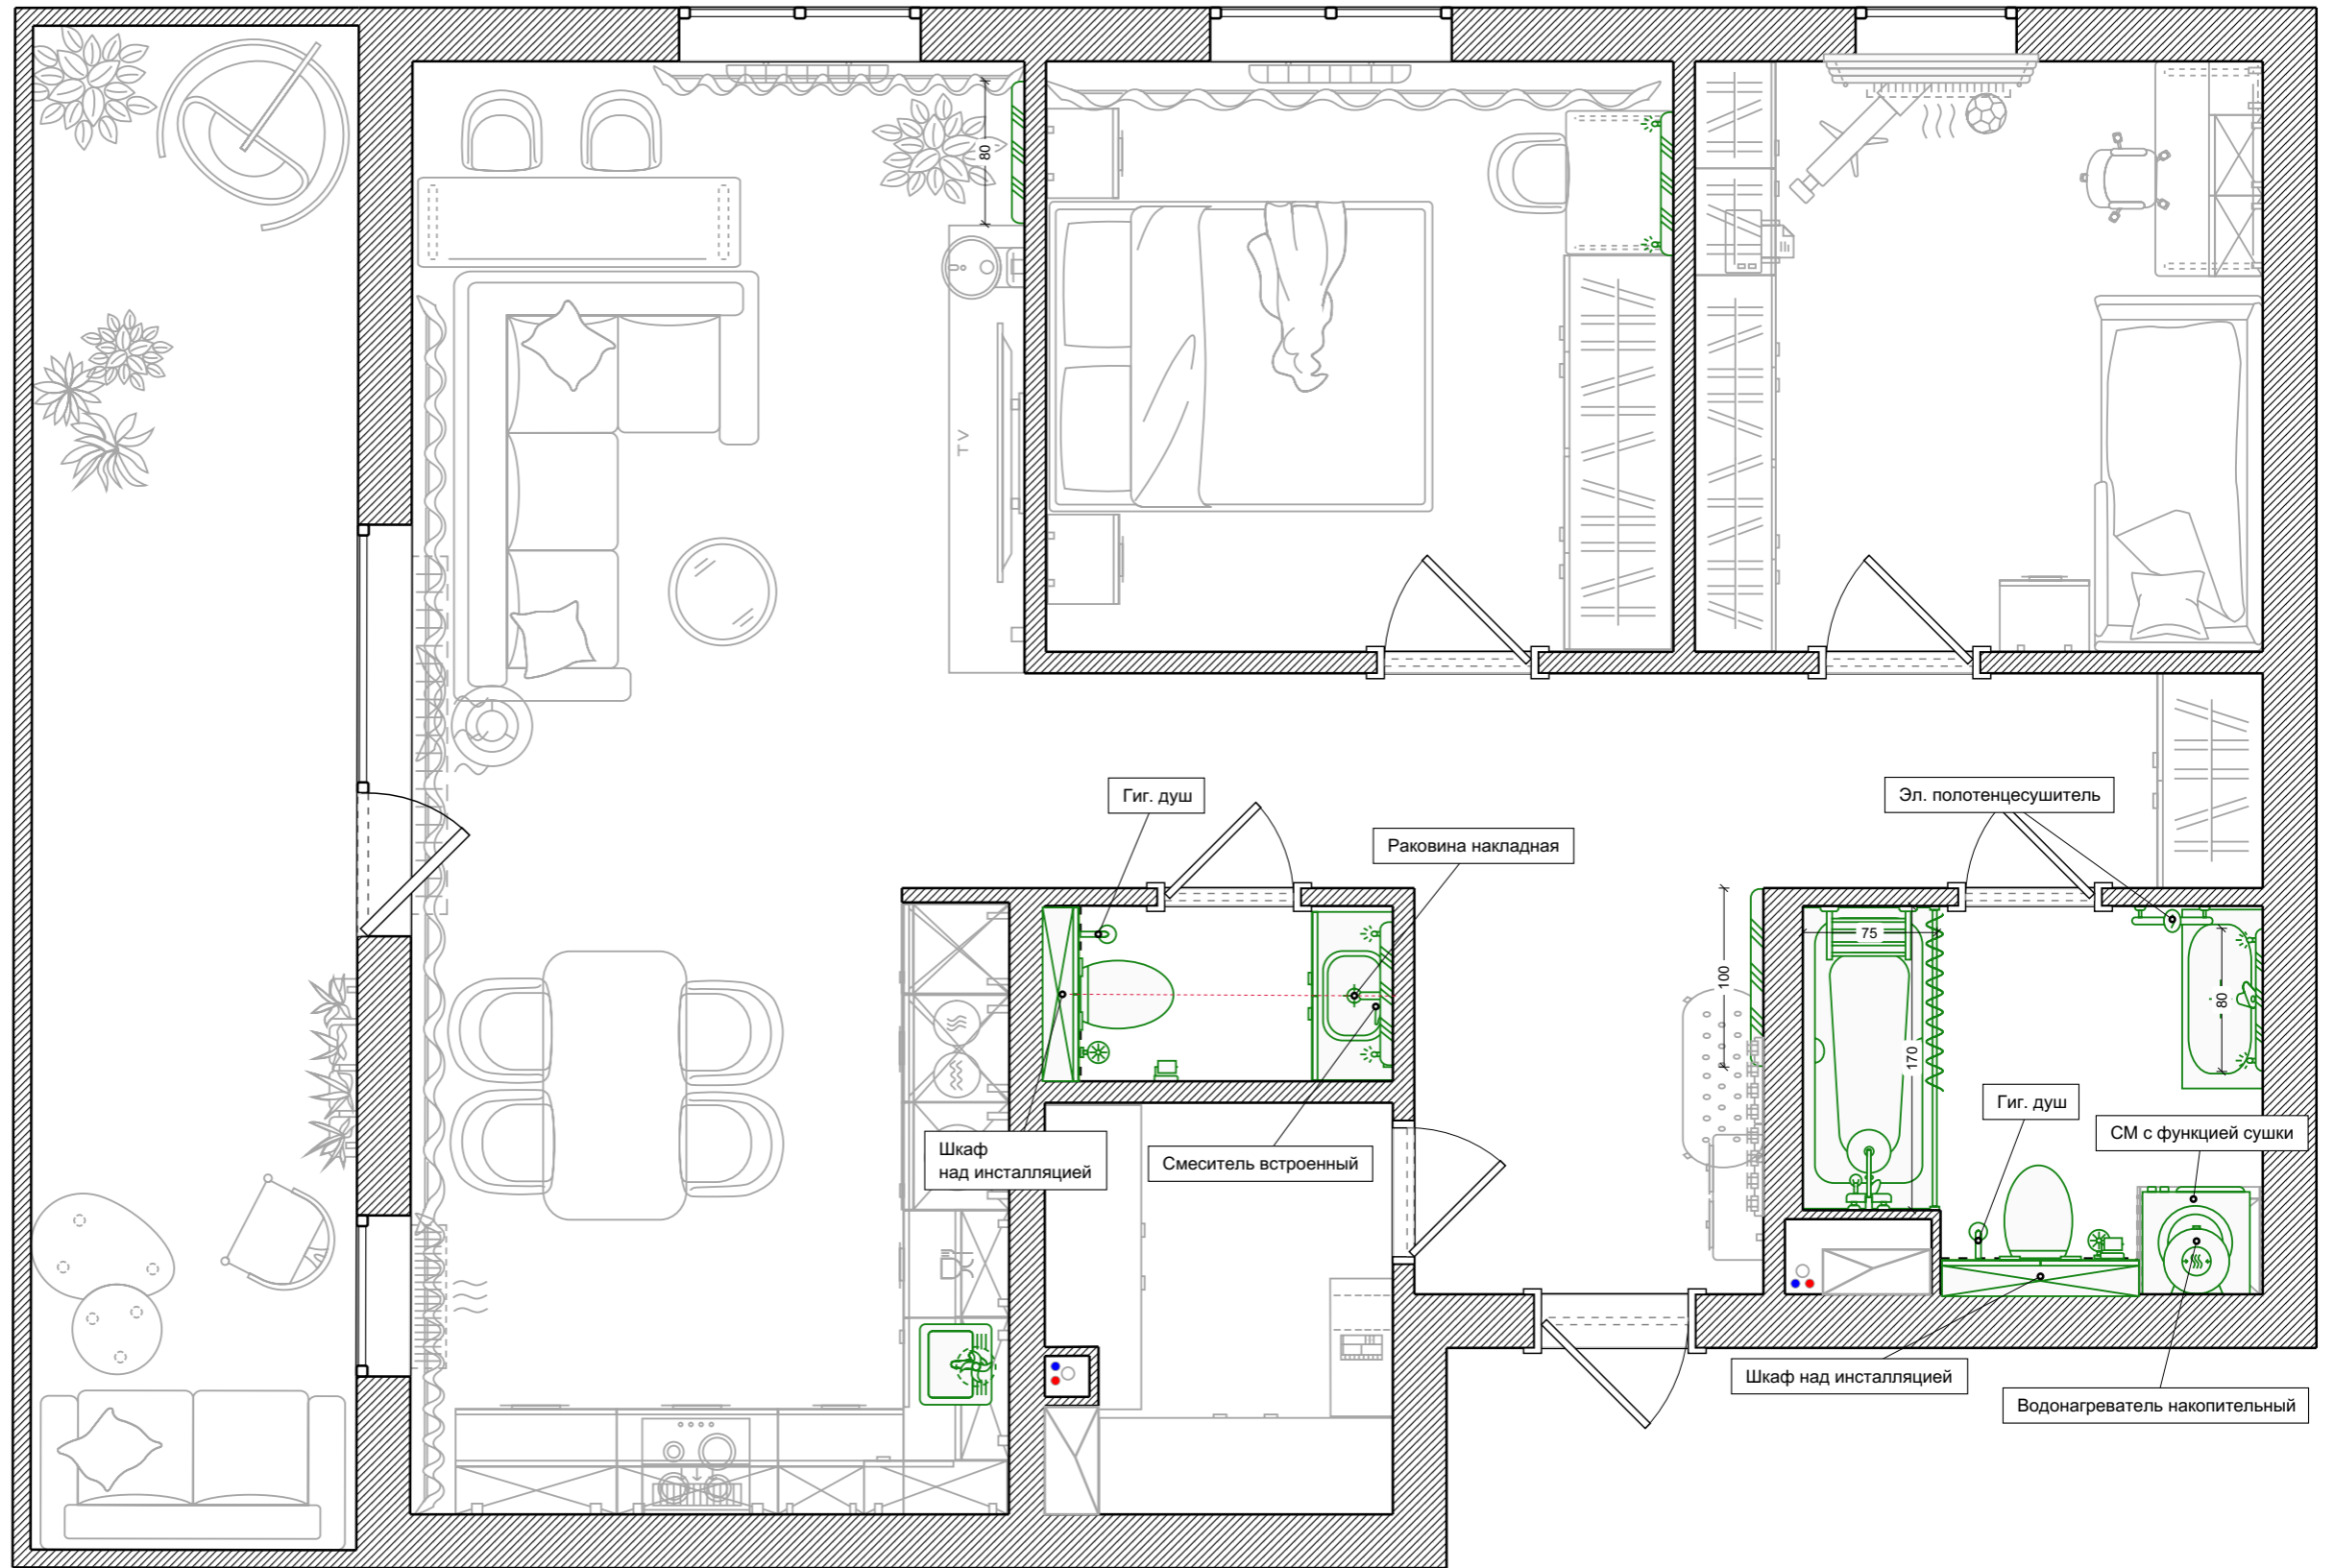 80
TV
Гиг. душ
Эл. полотенцесушитель
Раковина накладная
75
100
80
170
Гиг. душ
СМ с функцией сушки
Шкаф
над инсталляцией
Смеситель встроенный
Шкаф над инсталляцией
Водонагреватель накопительный